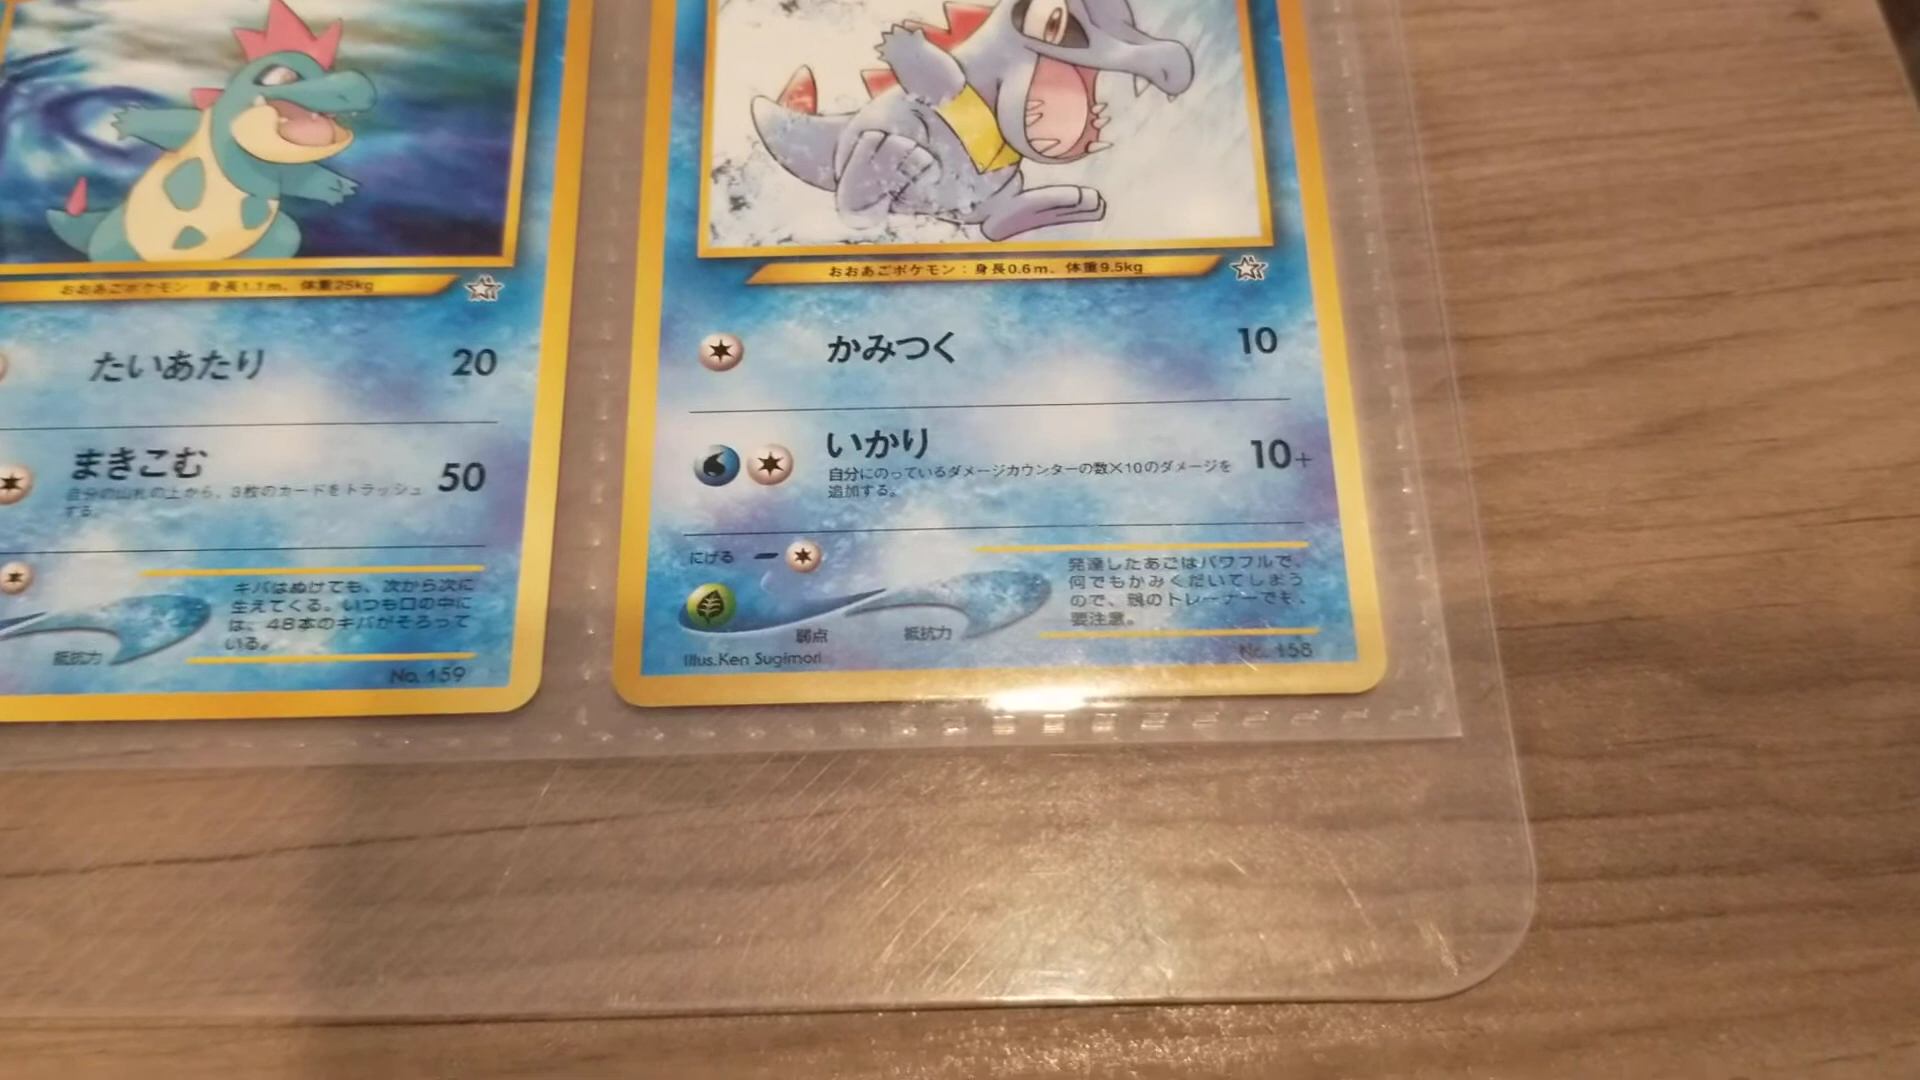 おおあごポケモン 身長1.1m、体重25kg
たいあたり 20
まきこむ 50
自分の山札の上から、3枚のカードをトラッシュ
する。
キバはぬけても、次から次に
生えてくる。いつも口の中に
は、48本のキバがそろって
いる。
抵抗力
No. 159
おおあごポケモン：身長0.6m、体重9.5kg
かみつく 10
いかり 10+
自分にのっているダメージカウンターの数×10のダメージを
追加する。
にげる
発達したあごはパワフルで、
何でもかみくだいてしまう
ので、親のトレーナーでも、
要注意。
弱点 抵抗力
Illus.Ken Sugimori
No. 158